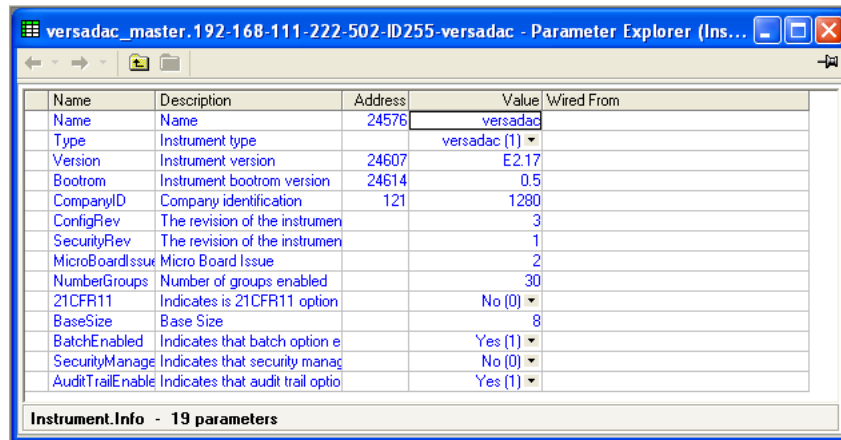 versadac_master.192-168-111-222-502-ID255-versadac - Parameter Explorer (Ins...
Name Description Address Value Wired From
Name Name 24576 versadac
Type Instrument type versadac (1)
Version Instrument version 24607 E2.17
Bootrom Instrument bootrom version 24614 0.5
CompanyID Company identification 121 1280
ConfigRev The revision of the instrumen 3
SecurityRev The revision of the instrumen 1
MicroBoardIssue Micro Board Issue 2
NumberGroups Number of groups enabled 30
21CFR11 Indicates is 21CFR11 option No (0)
BaseSize Base Size 8
BatchEnabled Indicates that batch option e Yes (1)
SecurityManage Indicates that security manag No (0)
AuditTrailEnable Indicates that audit trail optio Yes (1)
Instrument.Info - 19 parameters